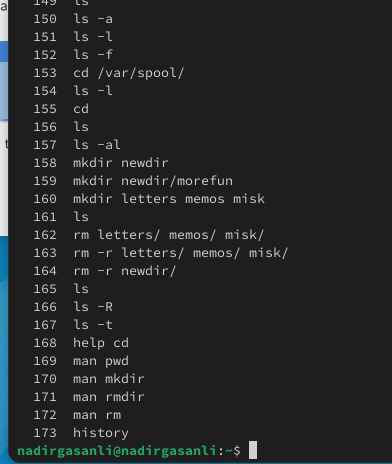 149 ls
150 ls -a
151 ls -l
152 ls -f
153 cd /var/spool/
154 ls -l
155 cd
156 ls
157 ls -al
158 mkdir newdir
159 mkdir newdir/morefun
160 mkdir letters memos misk
161 ls
162 rm letters/ memos/ misk/
163 rm -r letters/ memos/ misk/
164 rm -r newdir/
165 ls
166 ls -R
167 ls -t
168 help cd
169 man pwd
170 man mkdir
171 man rmdir
172 man rm
173 history
nadirgasanli@nadirgasanli:~$